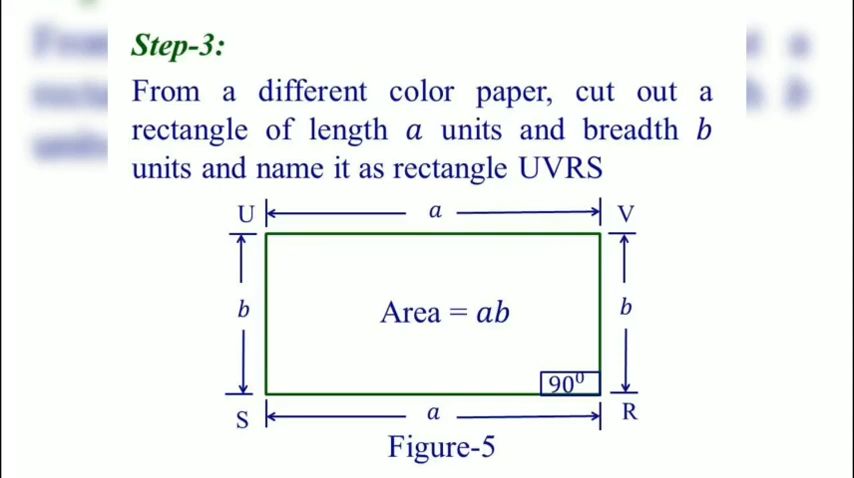 Step-3:
From a different color paper, cut out a
rectangle of length a units and breadth b
units and name it as rectangle UVRS
U a V
b b
Area = ab
90⁰
S a R
Figure-5